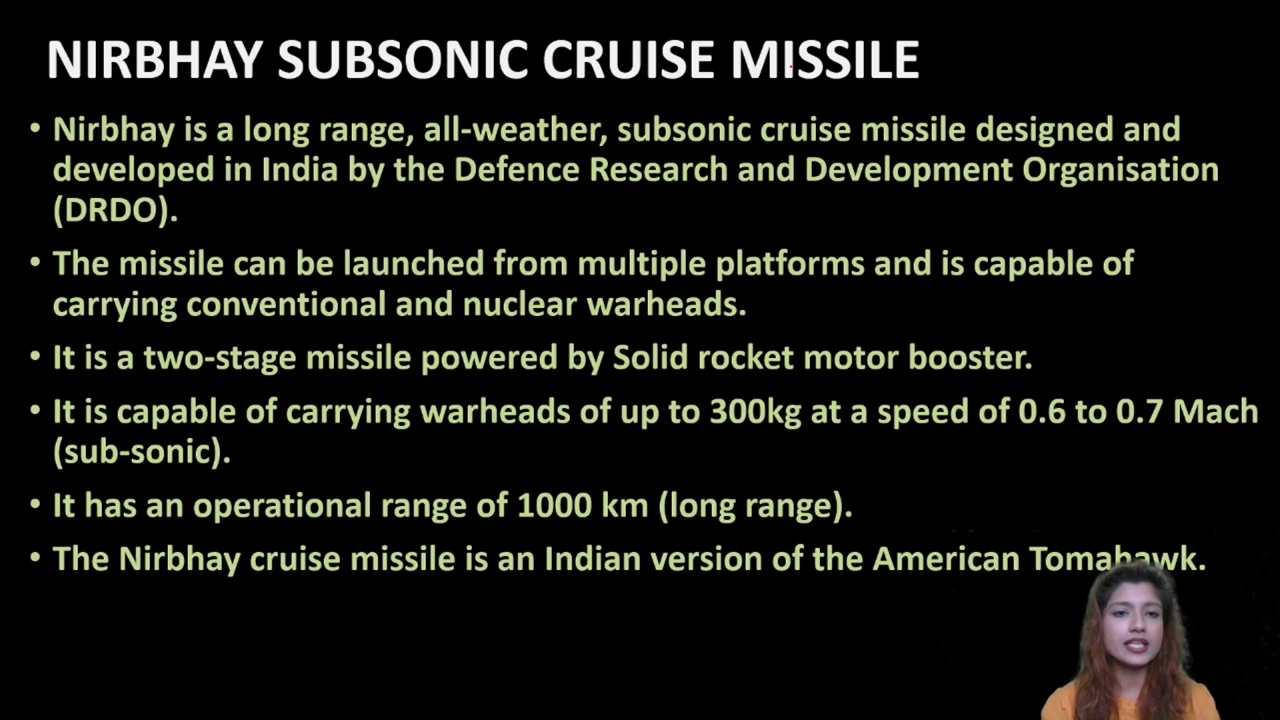 NIRBHAY SUBSONIC CRUISE MISSILE
• Nirbhay is a long range, all-weather, subsonic cruise missile designed and
developed in India by the Defence Research and Development Organisation
(DRDO).
• The missile can be launched from multiple platforms and is capable of
carrying conventional and nuclear warheads.
• It is a two-stage missile powered by Solid rocket motor booster.
• It is capable of carrying warheads of up to 300kg at a speed of 0.6 to 0.7 Mach
(sub-sonic).
• It has an operational range of 1000 km (long range).
• The Nirbhay cruise missile is an Indian version of the American Tomahawk.